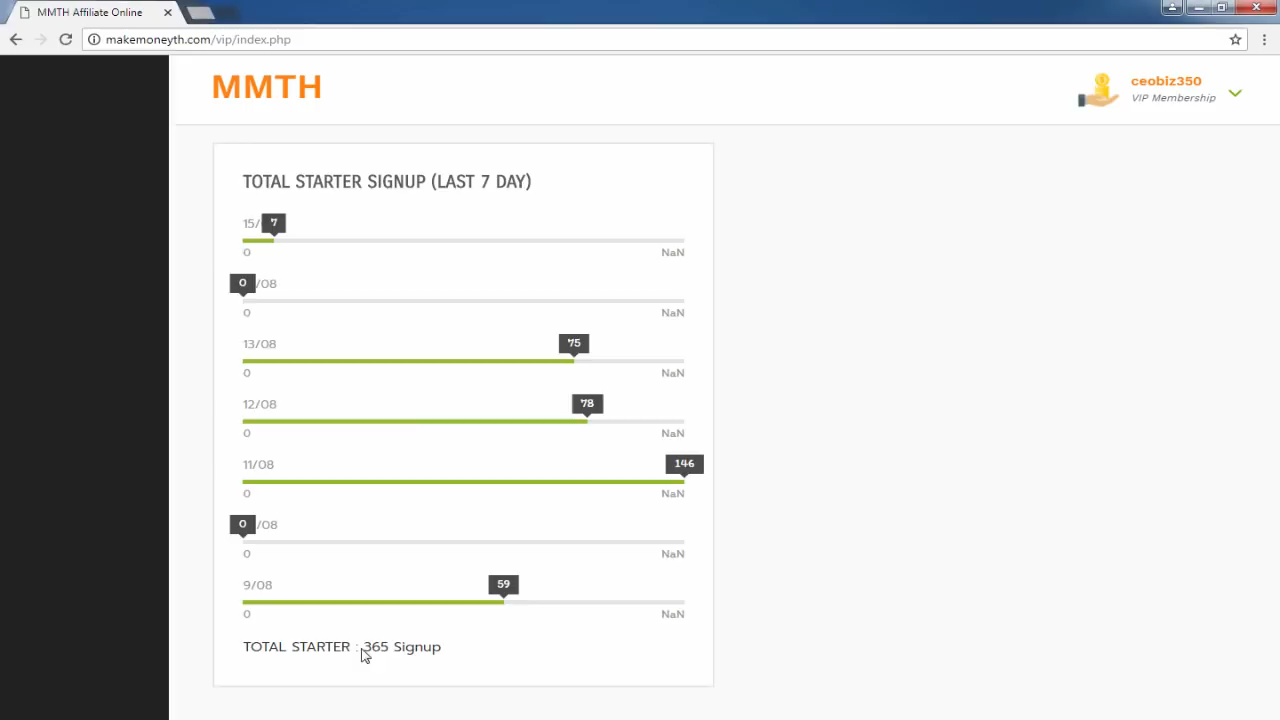 MMTH Affiliate Online
makemoneyth.com/vip/index.php
MMTH
ceobiz350
VIP Membership
TOTAL STARTER SIGNUP (LAST 7 DAY)
15/ 7
0 NaN
0 /08
0 NaN
13/08 75
0 NaN
12/08 78
0 NaN
11/08 146
0 NaN
0 /08
0 NaN
9/08 59
0 NaN
TOTAL STARTER : 365 Signup